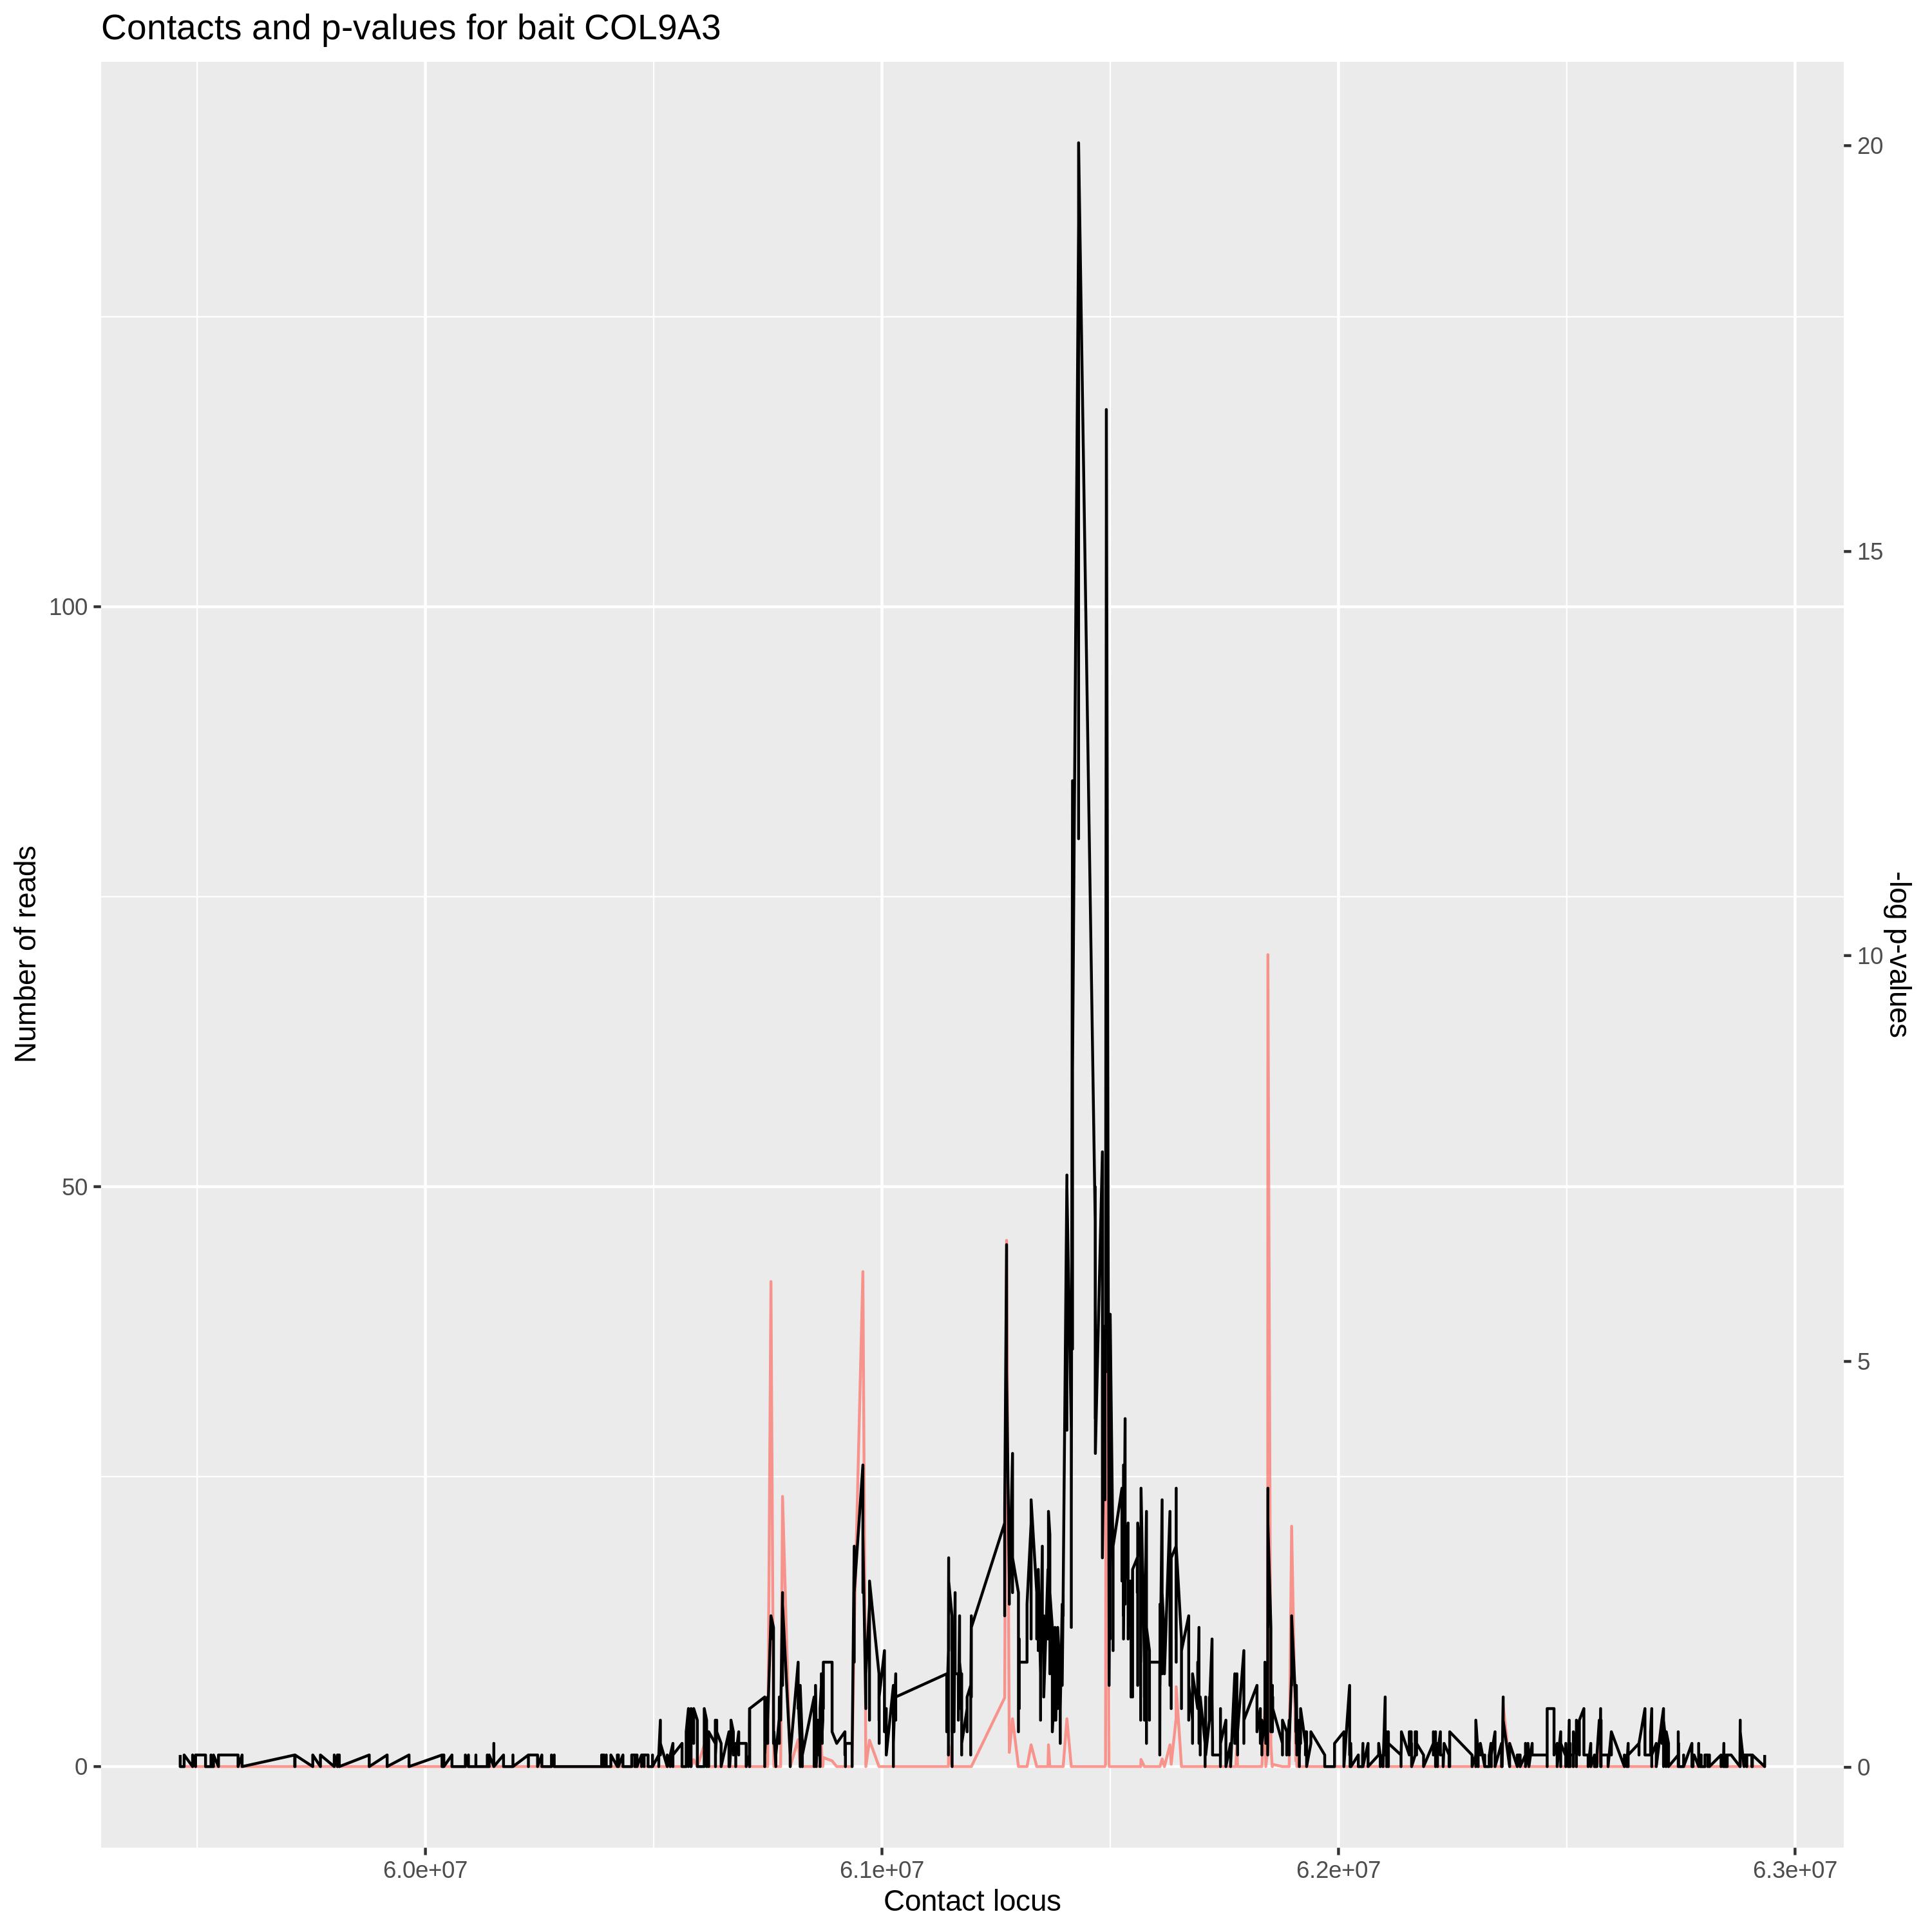 Contacts and p-values for bait COL9A3
Number of reads
100
50
0
20
15
10
5
0
-log p-values
6.0e+07
6.1e+07
6.2e+07
6.3e+07
Contact locus